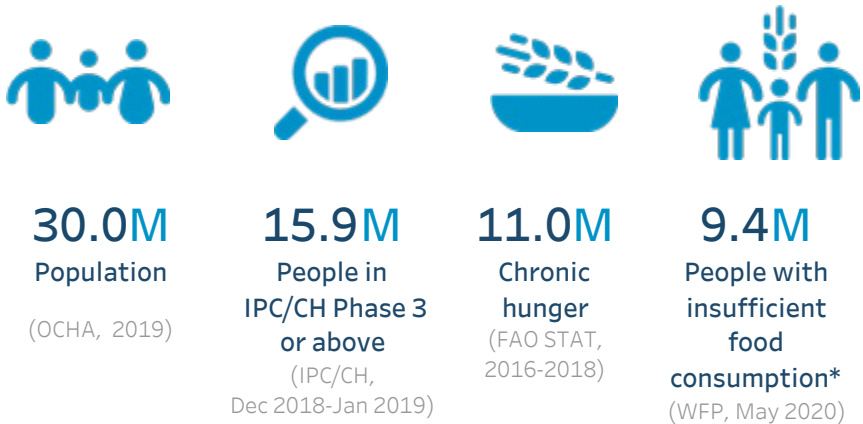 30.0M
Population
(OCHA, 2019)
15.9M
People in
IPC/CH Phase 3
or above
(IPC/CH,
Dec 2018-Jan 2019)
11.0M
Chronic
hunger
(FAO STAT,
2016-2018)
9.4M
People with
insufficient
food
consumption*
(WFP, May 2020)